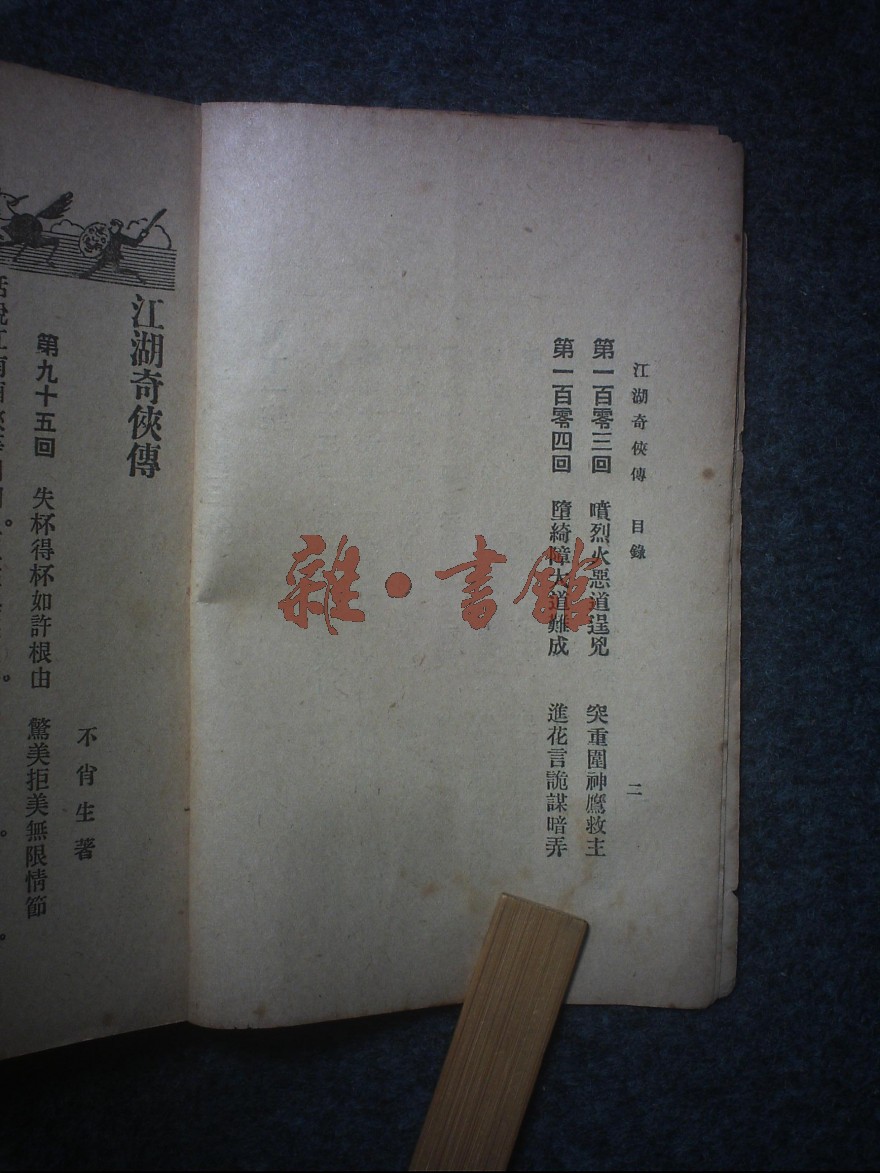 江湖奇俠傳　目錄　二
第一百零三回　噴烈火惡道逞兇　突重圍神鷹救主
第一百零四回　墮綺障大道難成　進花言詭謀暗弄
江湖奇俠傳
不肖生著
第九十五回　失杯得杯如許根由　驚美拒美無限情節
雜·書館